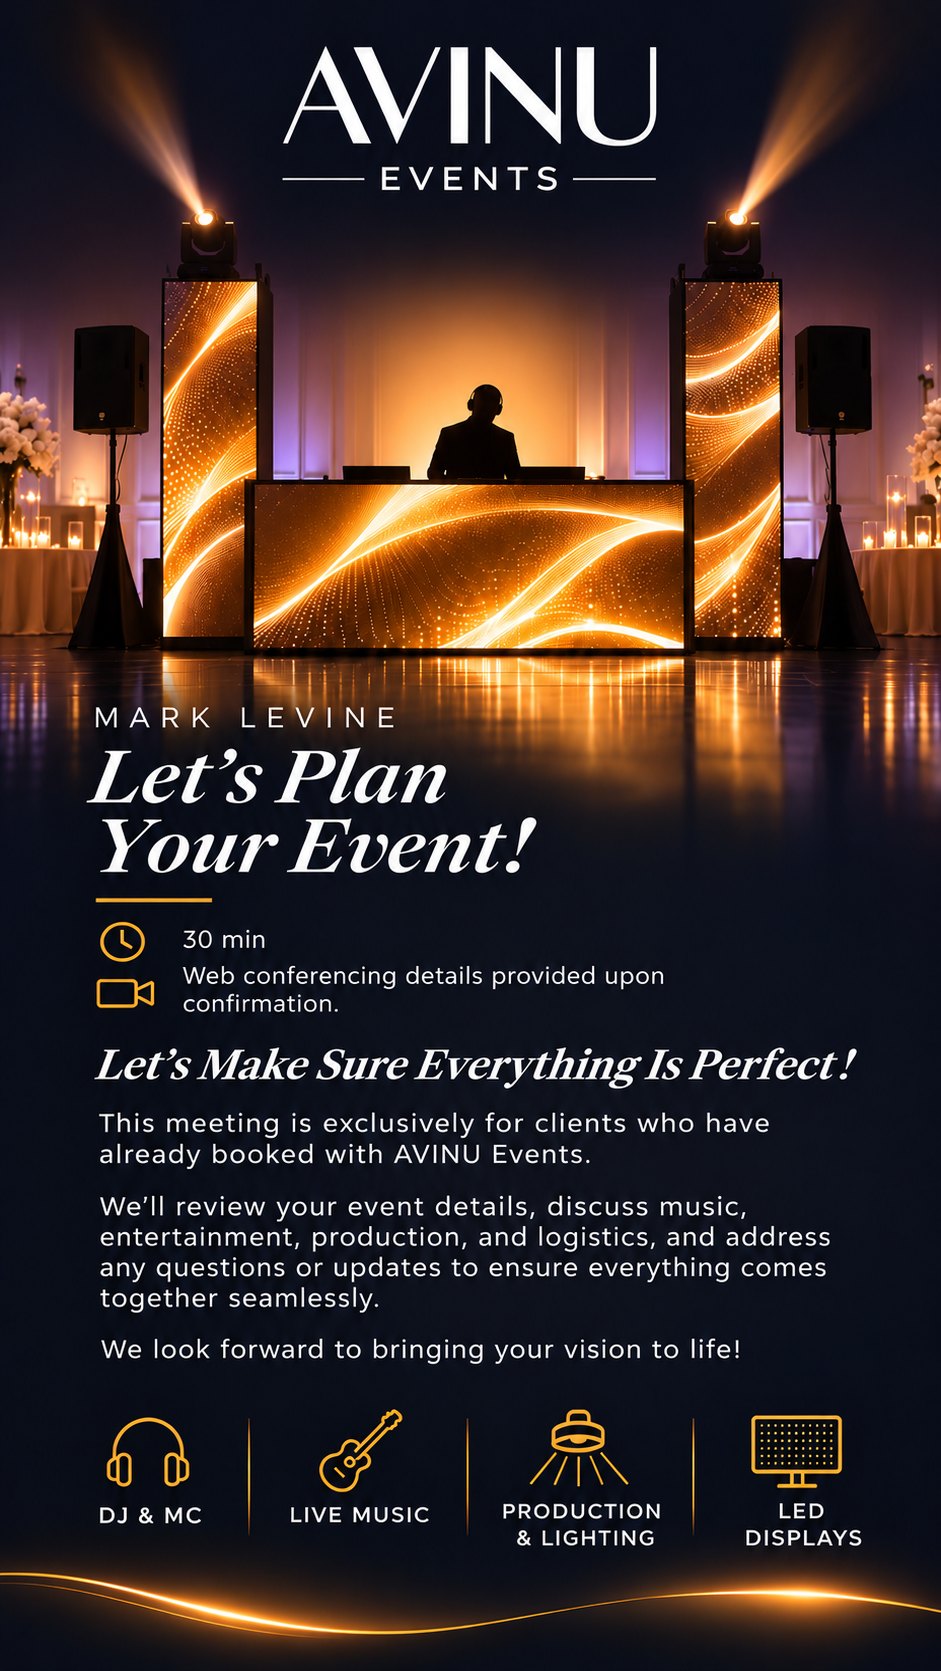 AVINU
EVENTS
MARK LEVINE
Let's Plan
Your Event!
30 min
Web conferencing details provided upon
confirmation.
Let's Make Sure Everything Is Perfect!
This meeting is exclusively for clients who have
already booked with AVINU Events.
We'll review your event details, discuss music,
entertainment, production, and logistics, and address
any questions or updates to ensure everything comes
together seamlessly.
We look forward to bringing your vision to life!
DJ & MC
LIVE MUSIC
PRODUCTION
& LIGHTING
LED
DISPLAYS